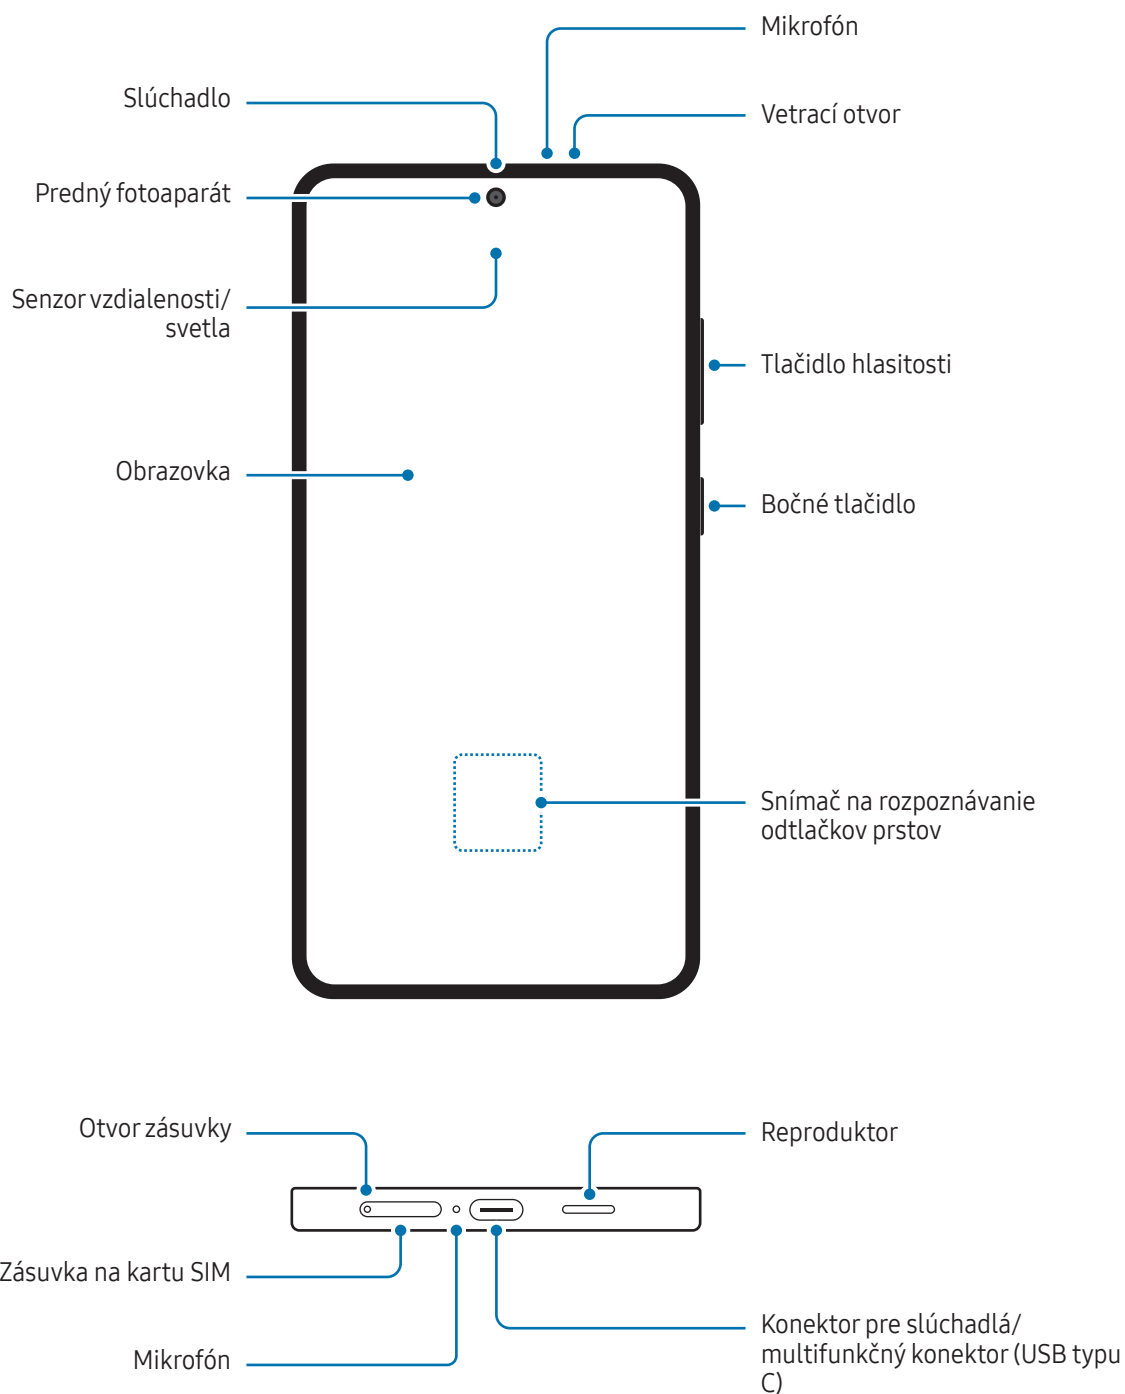 Mikrofón
Slúchadlo
Vetrací otvor
Predný fotoaparát
Senzor vzdialenosti/
svetla
Tlačidlo hlasitosti
Obrazovka
Bočné tlačidlo
Snímač na rozpoznávanie
odtlačkov prstov
Otvor zásuvky
Reproduktor
Zásuvka na kartu SIM
Konektor pre slúchadlá/
multifunkčný konektor (USB typu
C)
Mikrofón